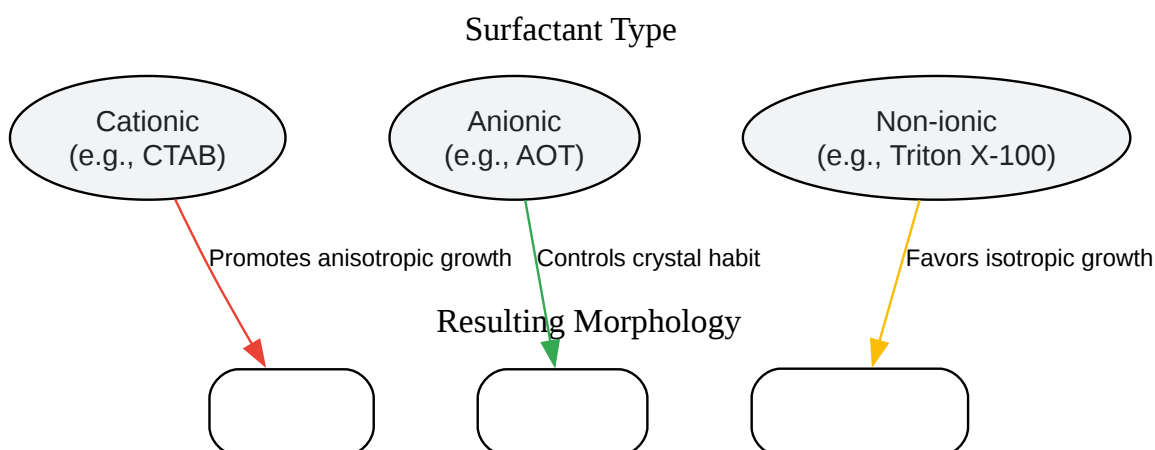 Surfactant Type
Cationic
(e.g., CTAB)
Anionic
(e.g., AOT)
Non-ionic
(e.g., Triton X-100)
Promotes anisotropic growth
Controls crystal habit
Favors isotropic growth
Resulting Morphology